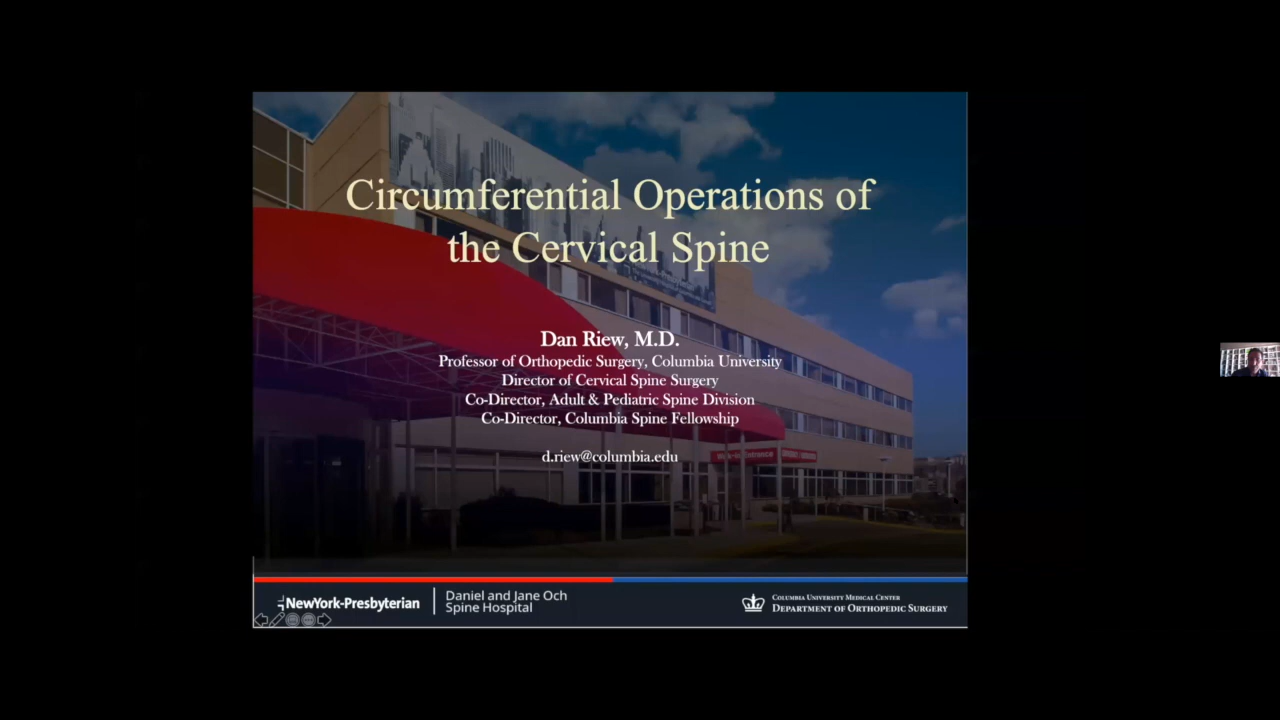 Circumferential Operations of
the Cervical Spine
Dan Riew, M.D.
Professor of Orthopedic Surgery, Columbia University
Director of Cervical Spine Surgery
Co-Director, Adult & Pediatric Spine Division
Co-Director, Columbia Spine Fellowship
d.riew@columbia.edu
Entrance
NewYork-Presbyterian
Daniel and Jane Och
Spine Hospital
COLUMBIA UNIVERSITY MEDICAL CENTER
DEPARTMENT OF ORTHOPEDIC SURGERY